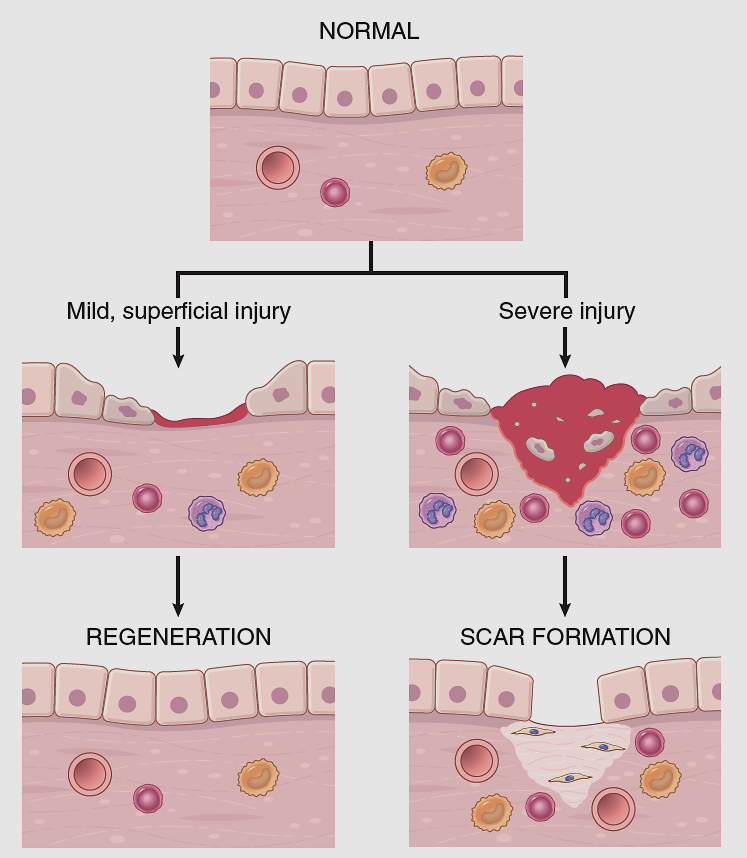 NORMAL
Mild, superficial injury
Severe injury
REGENERATION
SCAR FORMATION